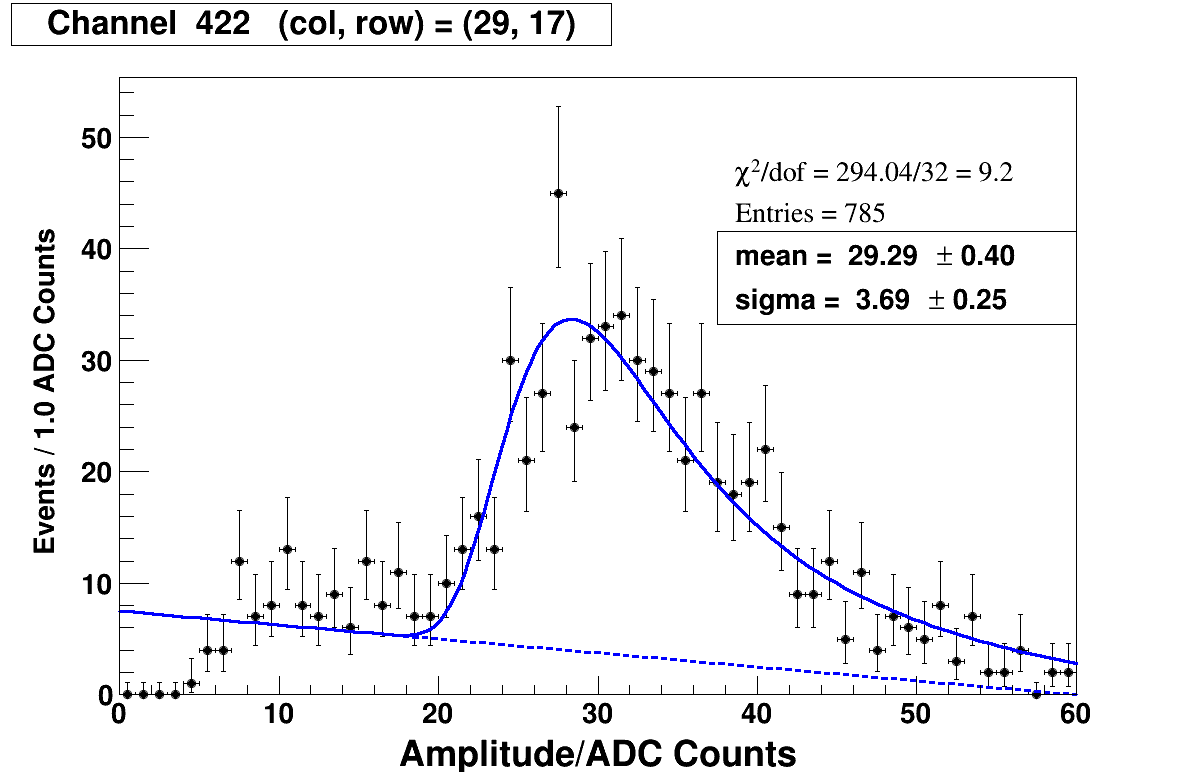 Channel 422 (col, row) = (29, 17)
χ²/dof = 294.04/32 = 9.2
Entries = 785
mean = 29.29 ± 0.40
sigma = 3.69 ± 0.25
Events / 1.0 ADC Counts
50
40
30
20
10
0
0 10 20 30 40 50 60
Amplitude/ADC Counts